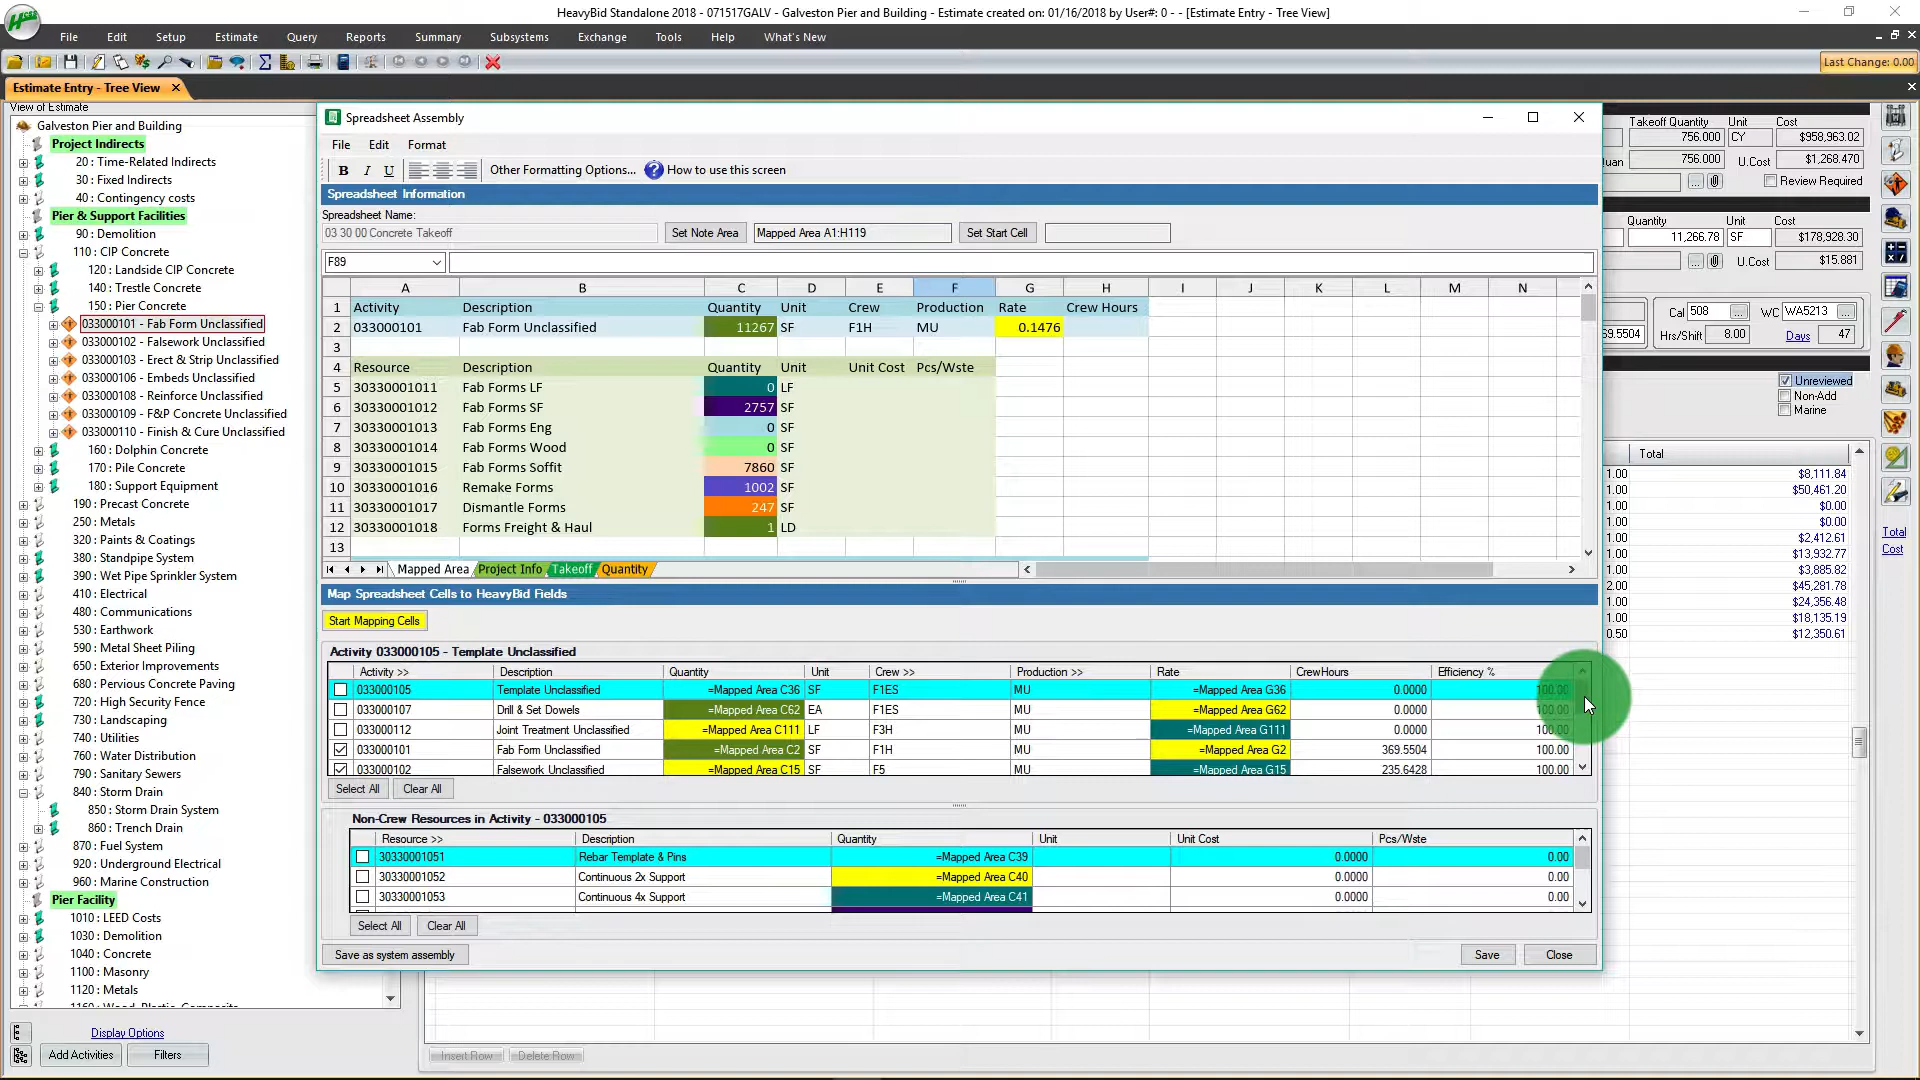 HeavyBid Standalone 2018 - 071517GALV - Galveston Pier and Building - Estimate created on: 01/16/2018 by User#: 0 - - [Estimate Entry - Tree View]
File Edit Setup Estimate Query Reports Summary Subsystems Exchange Tools Help What's New
Last Change: 0.00
Estimate Entry - Tree View
View of Estimate
Galveston Pier and Building
Project Indirects
20 : Time-Related Indirects
30 : Fixed Indirects
40 : Contingency costs
Pier & Support Facilities
90 : Demolition
110 : CIP Concrete
120 : Landside CIP Concrete
140 : Trestle Concrete
150 : Pier Concrete
033000101 - Fab Form Unclassified
033000102 - Falsework Unclassified
033000103 - Erect & Strip Unclassified
033000106 - Embeds Unclassified
033000108 - Reinforce Unclassified
033000109 - F&P Concrete Unclassified
033000110 - Finish & Cure Unclassified
160 : Dolphin Concrete
170 : Pile Concrete
180 : Support Equipment
190 : Precast Concrete
250 : Metals
320 : Paints & Coatings
380 : Standpipe System
390 : Wet Pipe Sprinkler System
410 : Electrical
480 : Communications
530 : Earthwork
590 : Metal Sheet Piling
650 : Exterior Improvements
680 : Pervious Concrete Paving
720 : High Security Fence
730 : Landscaping
740 : Utilities
760 : Water Distribution
790 : Sanitary Sewers
840 : Storm Drain
850 : Storm Drain System
860 : Trench Drain
870 : Fuel System
920 : Underground Electrical
960 : Marine Construction
Pier Facility
1010 : LEED Costs
1030 : Demolition
1040 : Concrete
1100 : Masonry
1120 : Metals
Display Options
Add Activities Filters
Spreadsheet Assembly
File Edit Format
B I U Other Formatting Options... ? How to use this screen
Spreadsheet Information
Spreadsheet Name:
03 30 00 Concrete Takeoff Set Note Area Mapped Area A1:H119 Set Start Cell
F89
A B C D E F G H I J K L M N
1 Activity Description Quantity Unit Crew Production Rate Crew Hours
2 033000101 Fab Form Unclassified 11267 SF F1H MU 0.1476
3
4 Resource Description Quantity Unit Unit Cost Pcs/Wste
5 30330001011 Fab Forms LF 0 LF
6 30330001012 Fab Forms SF 2757 SF
7 30330001013 Fab Forms Eng 0 SF
8 30330001014 Fab Forms Wood 0 SF
9 30330001015 Fab Forms Soffit 7860 SF
10 30330001016 Remake Forms 1002 SF
11 30330001017 Dismantle Forms 247 SF
12 30330001018 Forms Freight & Haul 1 LD
13
Mapped Area Project Info Takeoff Quantity
Map Spreadsheet Cells to HeavyBid Fields
Start Mapping Cells
Activity 033000105 - Template Unclassified
Activity >> Description Quantity Unit Crew >> Production >> Rate CrewHours Efficiency %
033000105 Template Unclassified =Mapped Area C36 SF F1ES MU =Mapped Area G36 0.0000 100.00
033000107 Drill & Set Dowels =Mapped Area C62 EA F1ES MU =Mapped Area G62 0.0000 100.00
033000112 Joint Treatment Unclassified =Mapped Area C111 LF F3H MU =Mapped Area G111 0.0000 100.00
033000101 Fab Form Unclassified =Mapped Area C2 SF F1H MU =Mapped Area G2 369.5504 100.00
033000102 Falsework Unclassified =Mapped Area C15 SF F5 MU =Mapped Area G15 235.6428 100.00
Select All Clear All
Non-Crew Resources in Activity - 033000105
Resource >> Description Quantity Unit Unit Cost Pcs/Wste
30330001051 Rebar Template & Pins =Mapped Area C39 0.0000 0.00
30330001052 Continuous 2x Support =Mapped Area C40 0.0000 0.00
30330001053 Continuous 4x Support =Mapped Area C41 0.0000 0.00
Select All Clear All
Save as system assembly Save Close
Insert Row Delete Row
Takeoff Quantity Unit Cost
756.000 CY $958,963.02
Quan 756.000 U.Cost $1,268.470
... Review Required
Quantity Unit Cost
11,266.78 SF $178,928.30
... U.Cost $15.881
Cal 508 ... WC WA5213 ...
69.5504 Hrs/Shift 8.00 Days 47
Unreviewed
Non-Add
Marine
Total
1.00 $8,111.84
1.00 $50,461.20
1.00 $0.00
1.00 $0.00
1.00 $2,412.61
1.00 $13,932.77
1.00 $3,885.82
2.00 $45,281.78
1.00 $24,356.48
1.00 $18,135.19
0.50 $12,350.61
Total
Cost